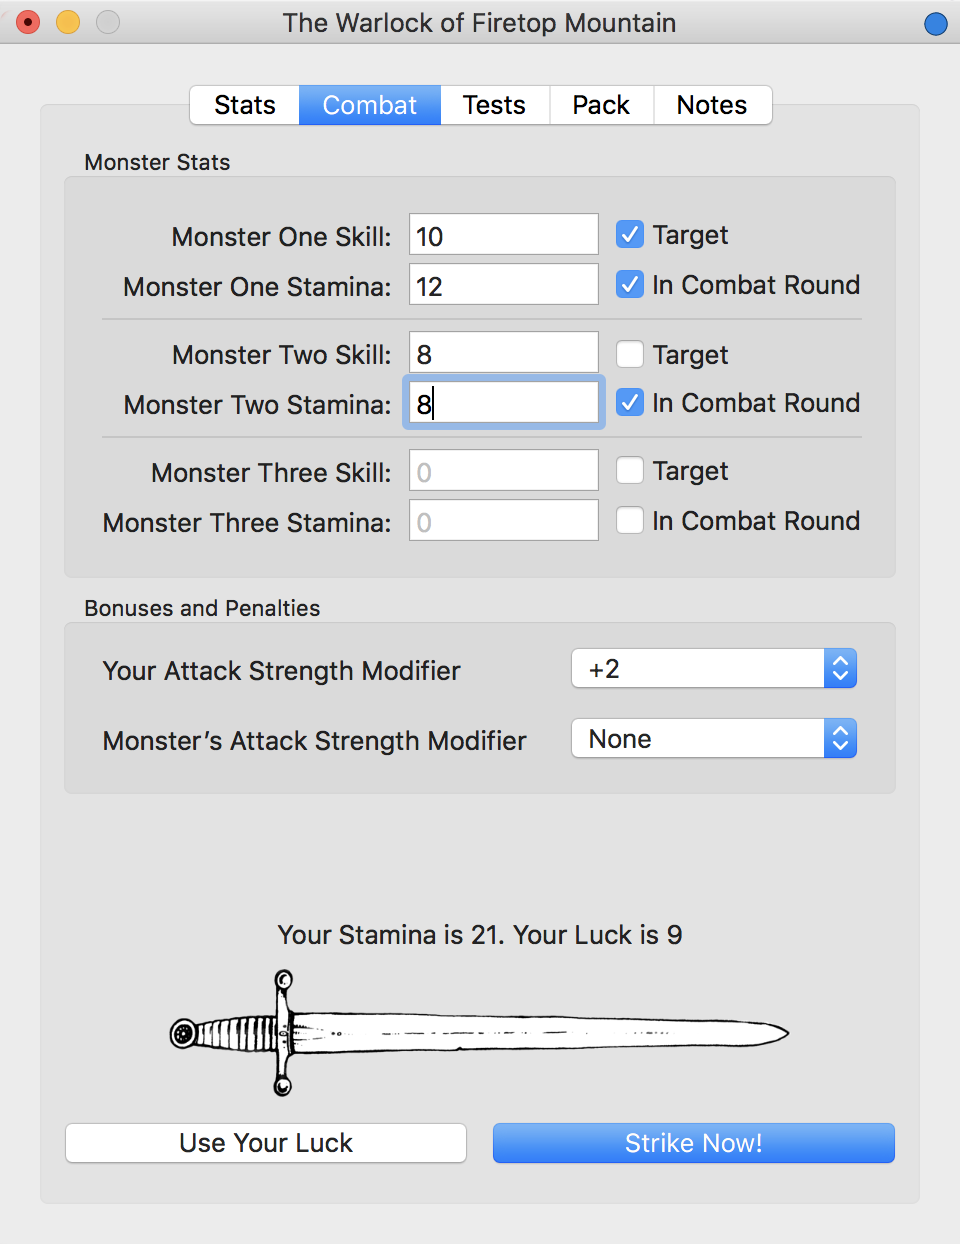 The Warlock of Firetop Mountain
Stats Combat Tests Pack Notes
Monster Stats
Monster One Skill: 10 Target
Monster One Stamina: 12 In Combat Round
Monster Two Skill: 8 Target
Monster Two Stamina: 8 In Combat Round
Monster Three Skill: 0 Target
Monster Three Stamina: 0 In Combat Round
Bonuses and Penalties
Your Attack Strength Modifier +2
Monster’s Attack Strength Modifier None
Your Stamina is 21. Your Luck is 9
Use Your Luck Strike Now!